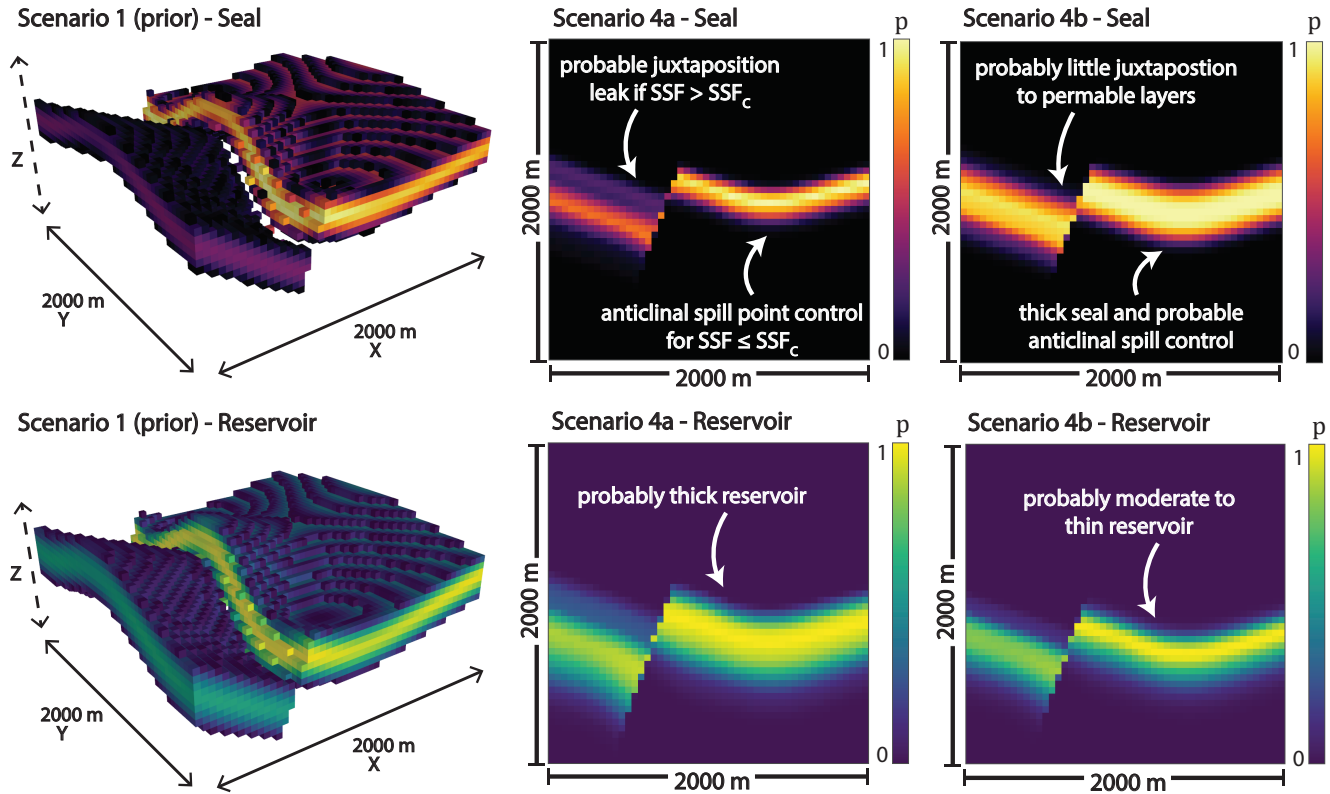 Scenario 1 (prior) - Seal
Z
2000 m
Y
2000 m
X
Scenario 4a - Seal
p
probable juxtaposition
leak if SSF > SSFc
1
2000 m
anticlinal spill point control
for SSF ≤ SSFc
0
2000 m
Scenario 4b - Seal
p
probably little juxtapostion
to permable layers
1
2000 m
thick seal and probable
anticlinal spill control
0
2000 m
Scenario 1 (prior) - Reservoir
Z
2000 m
Y
2000 m
X
Scenario 4a - Reservoir
p
1
probably thick reservoir
2000 m
0
2000 m
Scenario 4b - Reservoir
p
1
probably moderate to
thin reservoir
2000 m
0
2000 m